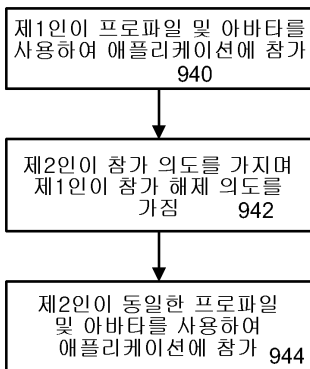 제1인이 프로파일 및 아바타를
사용하여 애플리케이션에 참가
940
제2인이 참가 의도를 가지며
제1인이 참가 해제 의도를
가짐 942
제2인이 동일한 프로파일
및 아바타를 사용하여
애플리케이션에 참가 944